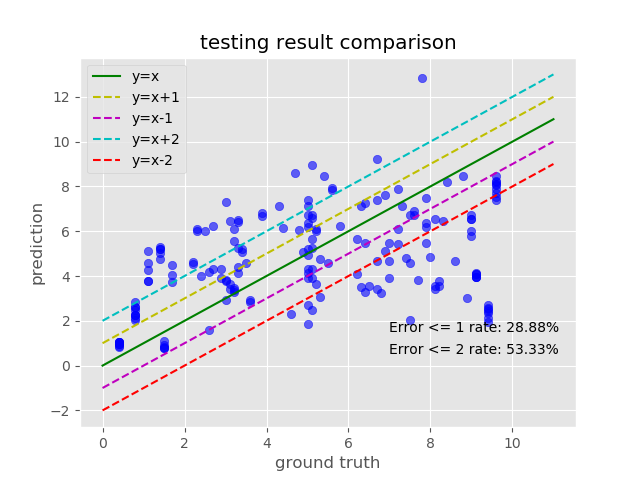 testing result comparison
y=x
y=x+1
y=x-1
y=x+2
y=x-2
12
10
8
6
4
2
0
−2
prediction
Error <= 1 rate: 28.88%
Error <= 2 rate: 53.33%
0 2 4 6 8 10
ground truth